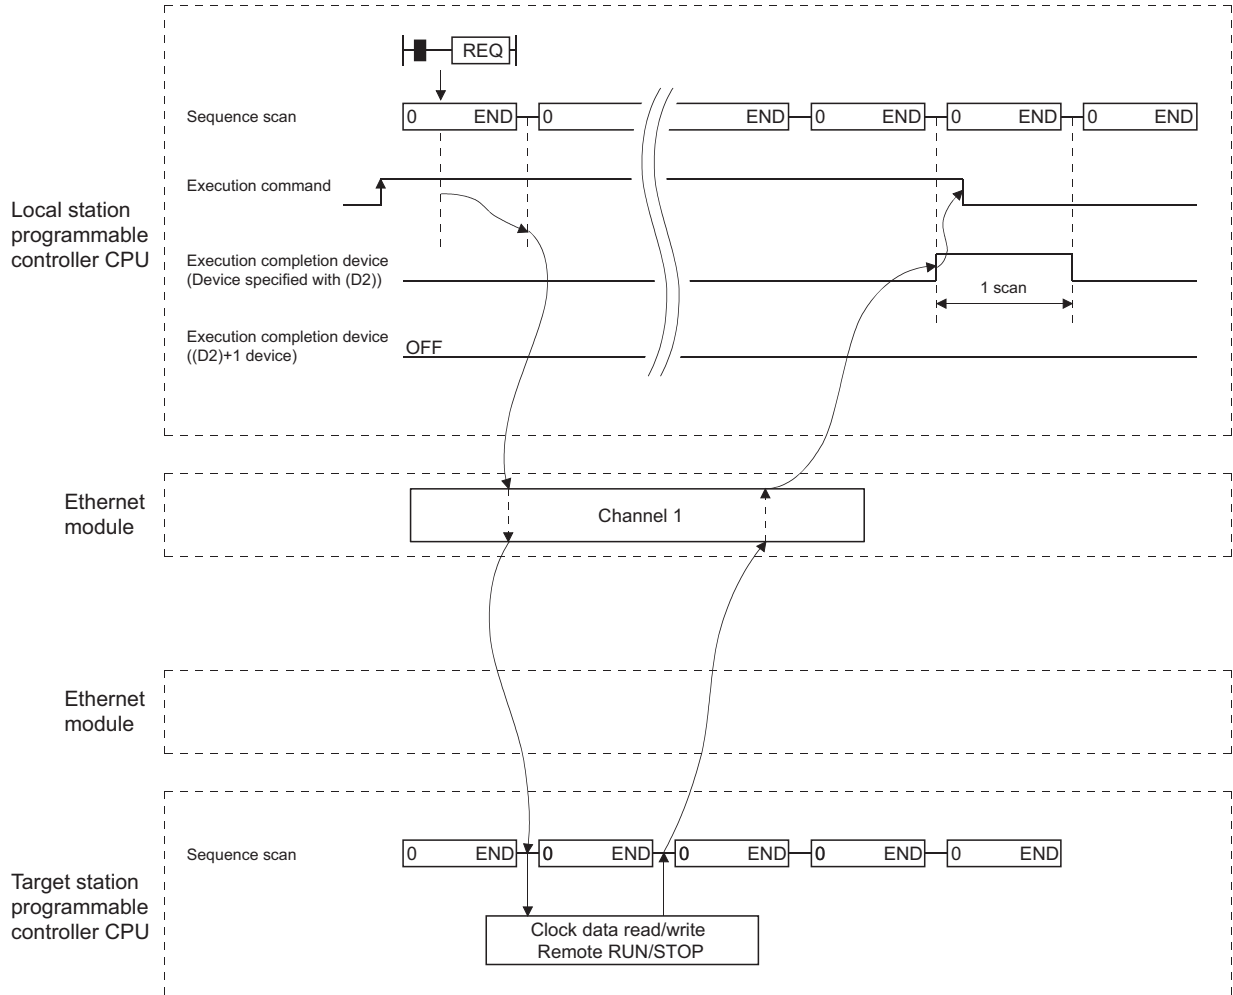 REQ
Sequence scan
0 END 0 END 0 END 0 END 0 END
Execution command
Local station
programmable
controller CPU
Execution completion device
(Device specified with (D2))
1 scan
Execution completion device
((D2)+1 device)
OFF
Ethernet
module
Channel 1
Ethernet
module
Sequence scan
0 END 0 END 0 END 0 END 0 END
Target station
programmable
controller CPU
Clock data read/write
Remote RUN/STOP